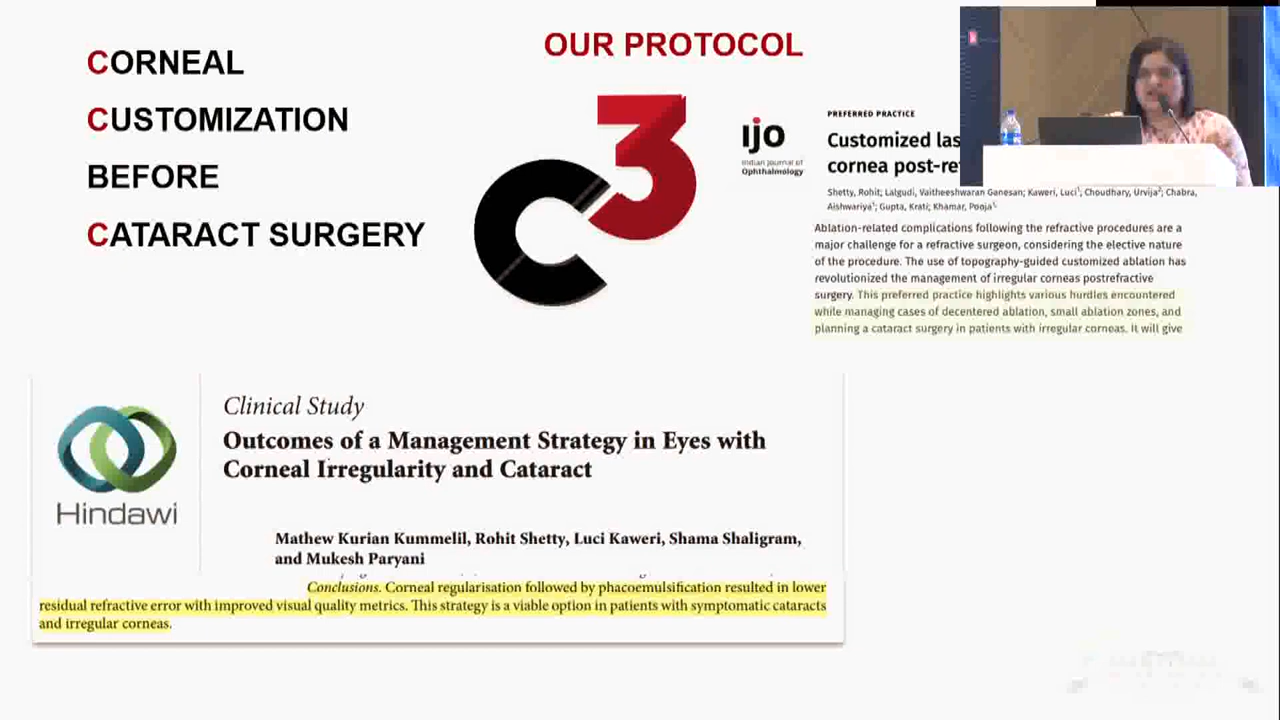 CORNEAL
CUSTOMIZATION
BEFORE
CATARACT SURGERY
OUR PROTOCOL
C3
ijo
Indian Journal of
Ophthalmology
PREFERRED PRACTICE
Customized las
cornea post-re
Shetty, Rohit; Lalgudi, Vaitheeshwaran Ganesan; Kaweri, Luci1; Choudhary, Urvija2; Chabra,
Aishwariya1; Gupta, Krati; Khamar, Pooja1,
Ablation-related complications following the refractive procedures are a
major challenge for a refractive surgeon, considering the elective nature
of the procedure. The use of topography-guided customized ablation has
revolutionized the management of irregular corneas postrefractive
surgery. This preferred practice highlights various hurdles encountered
while managing cases of decentered ablation, small ablation zones, and
planning a cataract surgery in patients with irregular corneas. It will give
Hindawi
Clinical Study
Outcomes of a Management Strategy in Eyes with
Corneal Irregularity and Cataract
Mathew Kurian Kummelil, Rohit Shetty, Luci Kaweri, Shama Shaligram,
and Mukesh Paryani
Conclusions. Corneal regularisation followed by phacoemulsification resulted in lower
residual refractive error with improved visual quality metrics. This strategy is a viable option in patients with symptomatic cataracts
and irregular corneas.